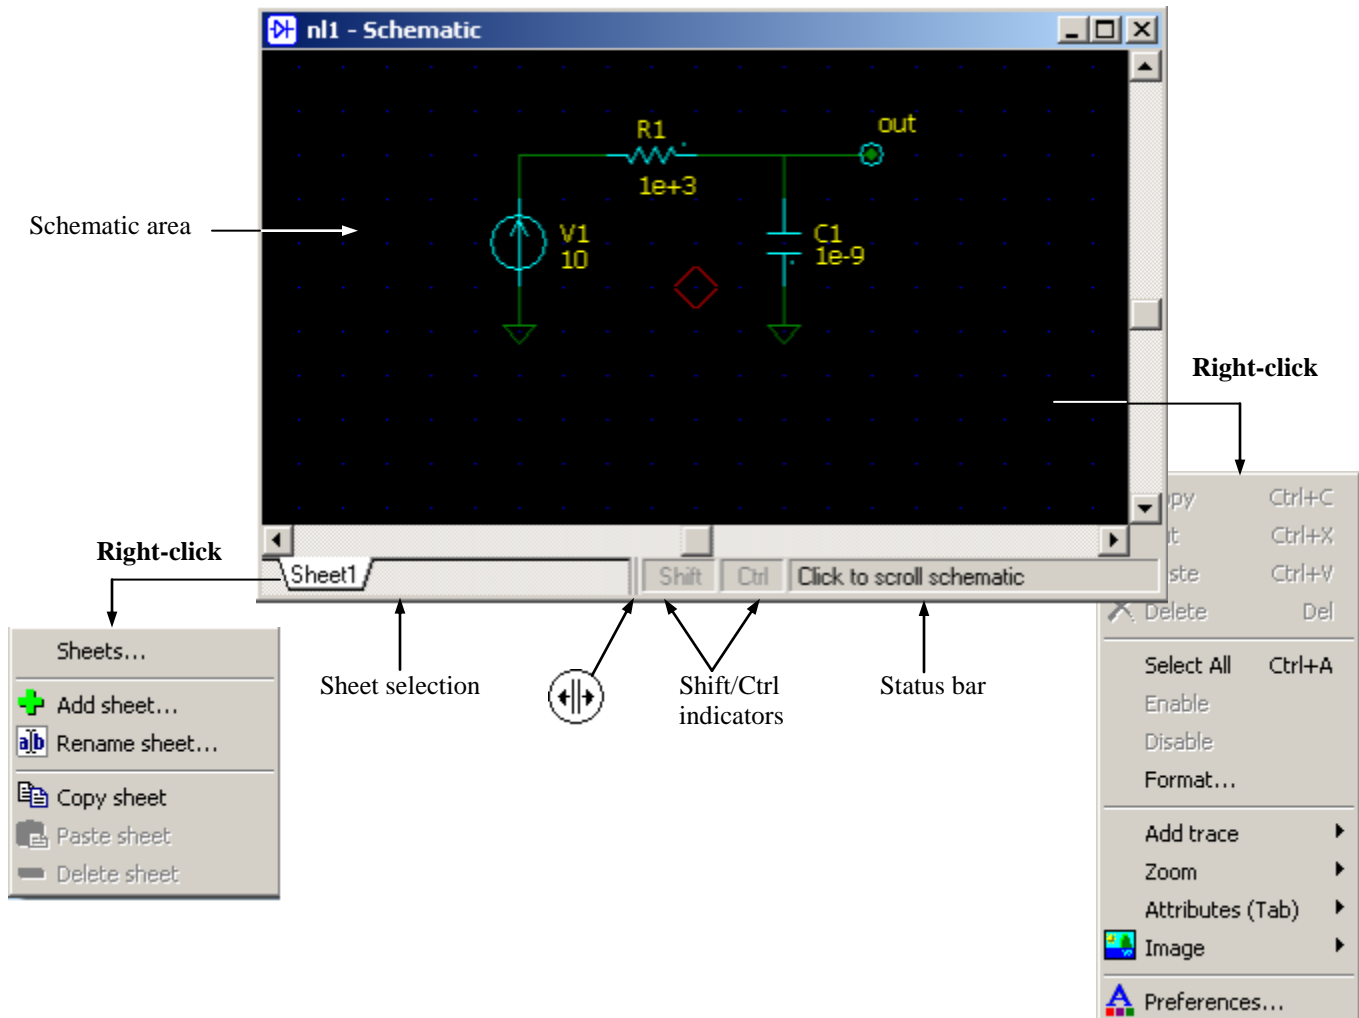 nl1 - Schematic
out
R1
1e+3
Schematic area
V1
10
C1
1e-9
Right-click
Right-click
Sheet1
Shift
Ctrl
Click to scroll schematic
Sheet selection
Shift/Ctrl
indicators
Status bar
Sheets...
Add sheet...
Rename sheet...
Copy sheet
Paste sheet
Delete sheet
Ctrl+C
Ctrl+X
Ctrl+V
Delete Del
Select All Ctrl+A
Enable
Disable
Format...
Add trace
Zoom
Attributes (Tab)
Image
Preferences...